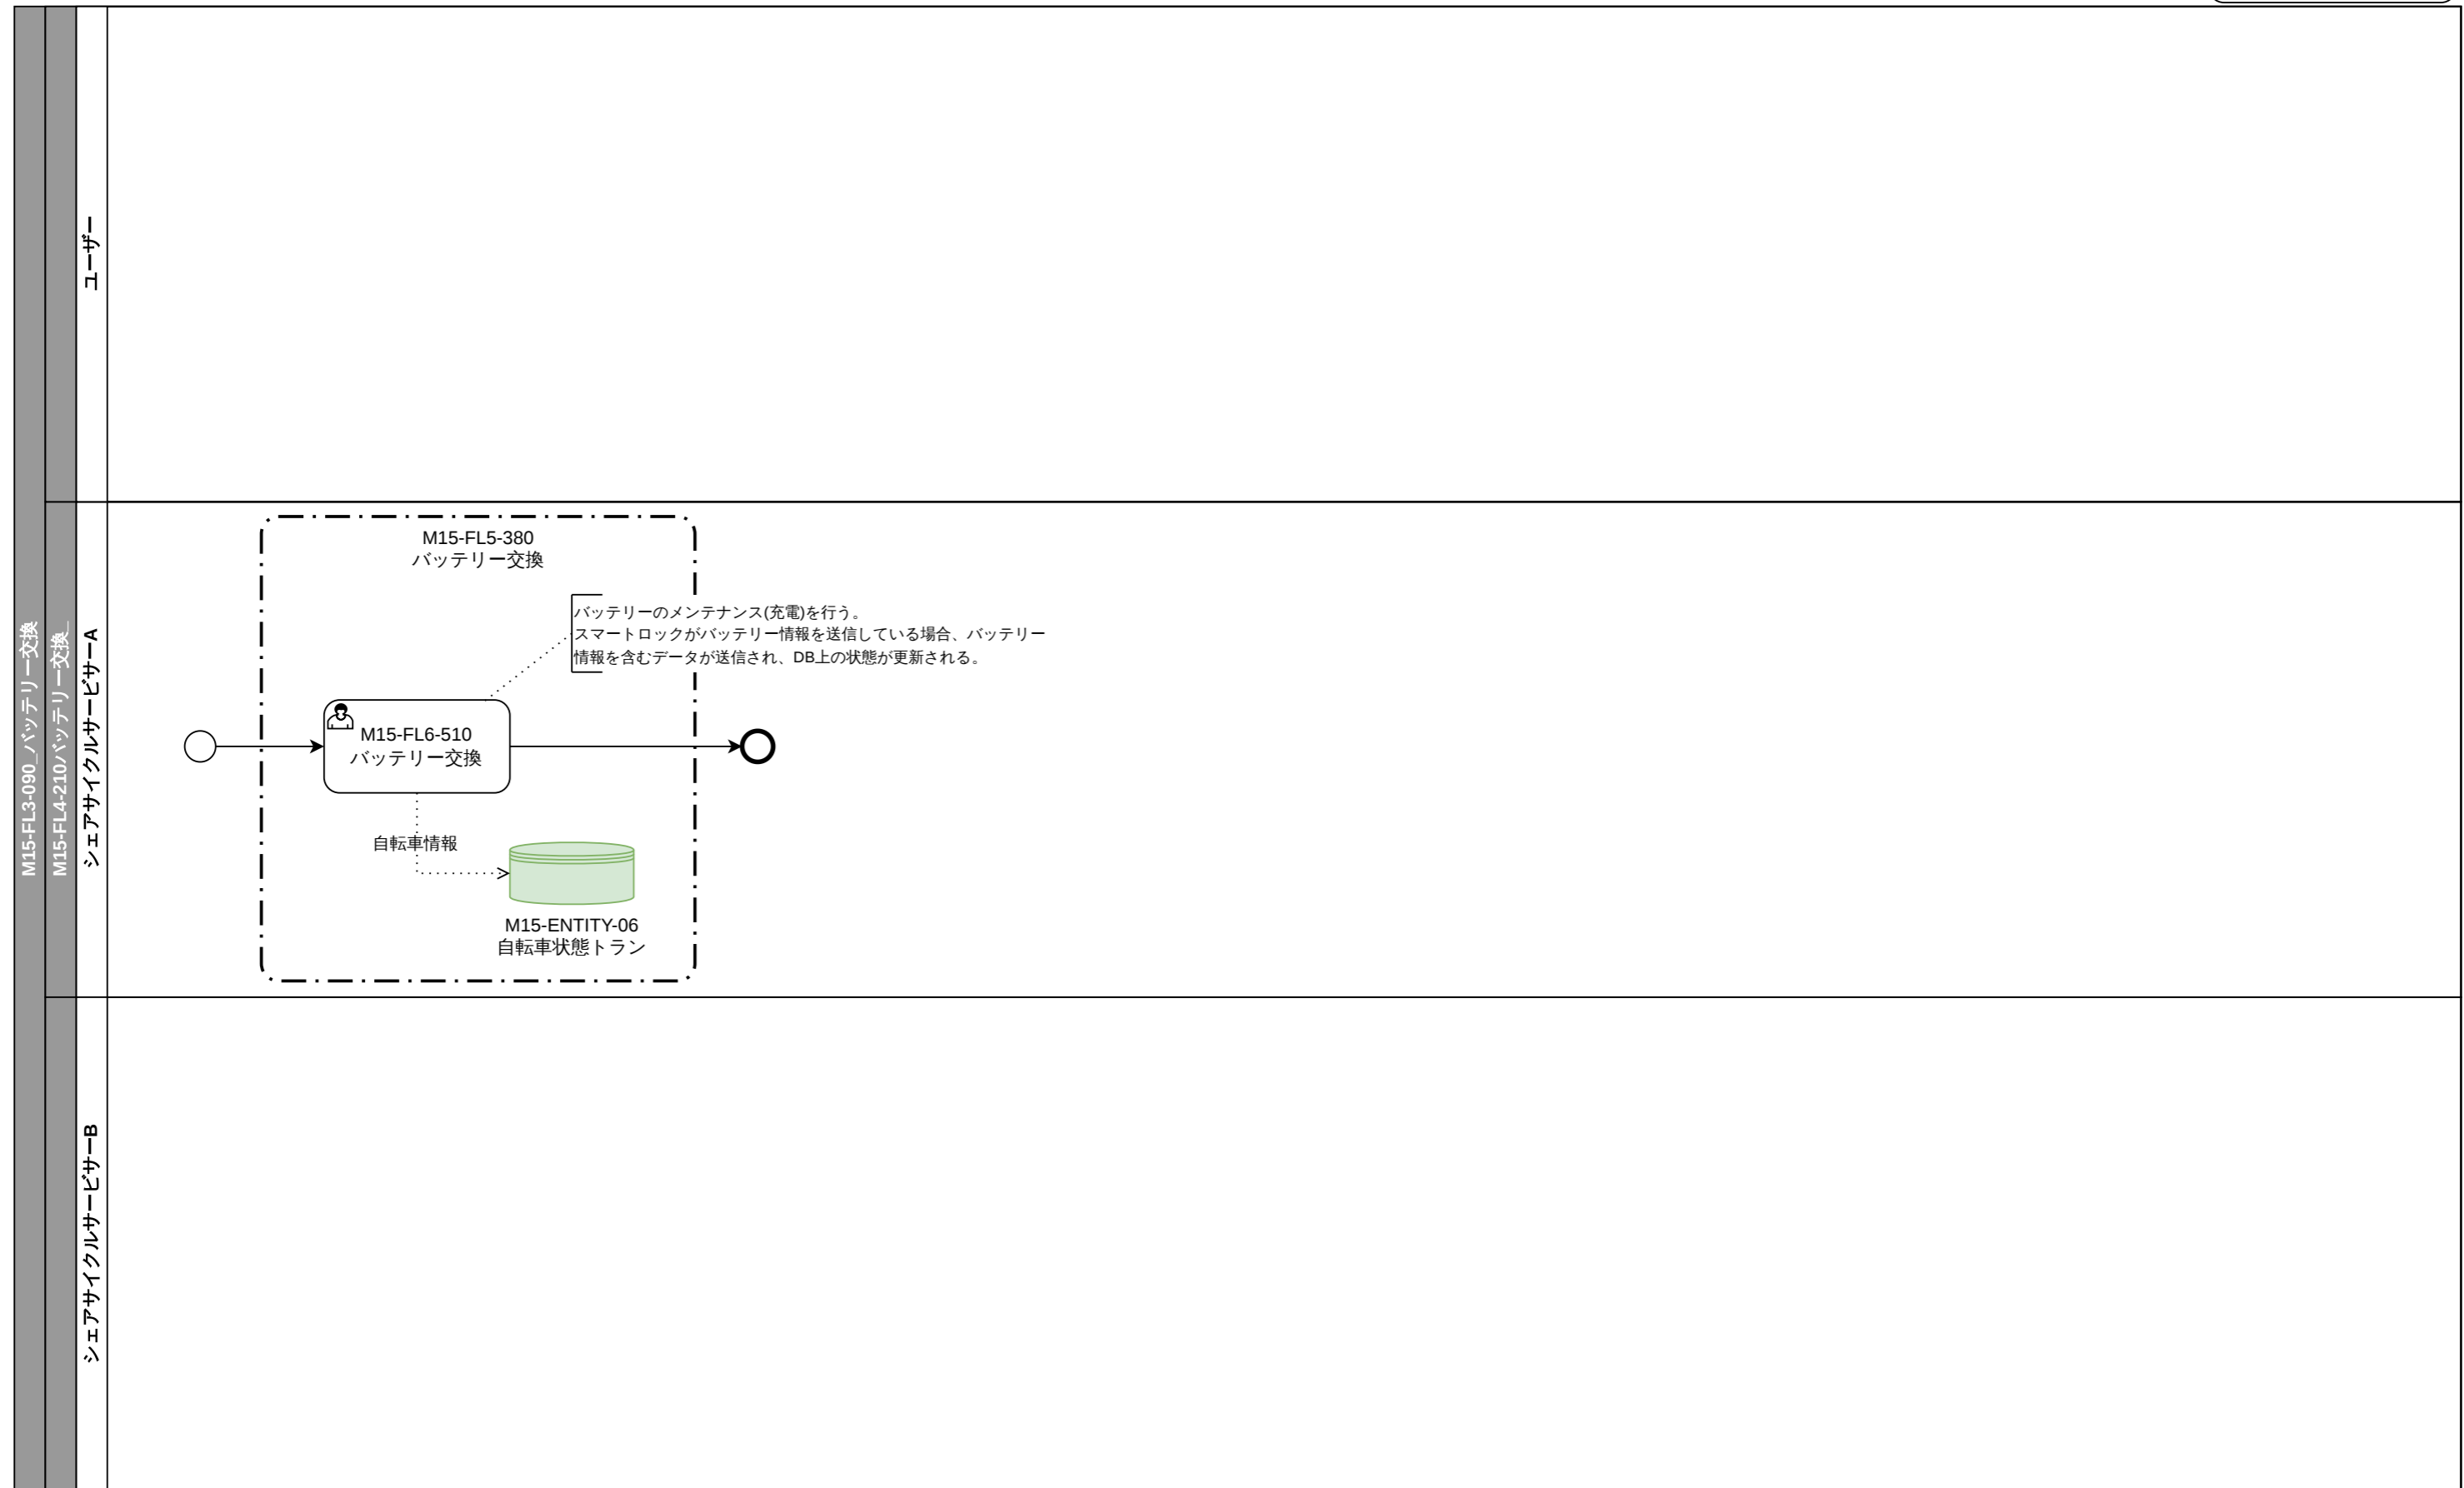 M15-FL3-090_バッテリー交換
M15-FL4-210バッテリー交換_
ユーザー
シェアサイクルサービサーA
M15-FL5-380
バッテリー交換
バッテリーのメンテナンス(充電)を行う。
スマートロックがバッテリー情報を送信している場合、バッテリー
情報を含むデータが送信され、DB上の状態が更新される。
M15-FL6-510
バッテリー交換
自転車情報
M15-ENTITY-06
自転車状態トラン
シェアサイクルサービサーB